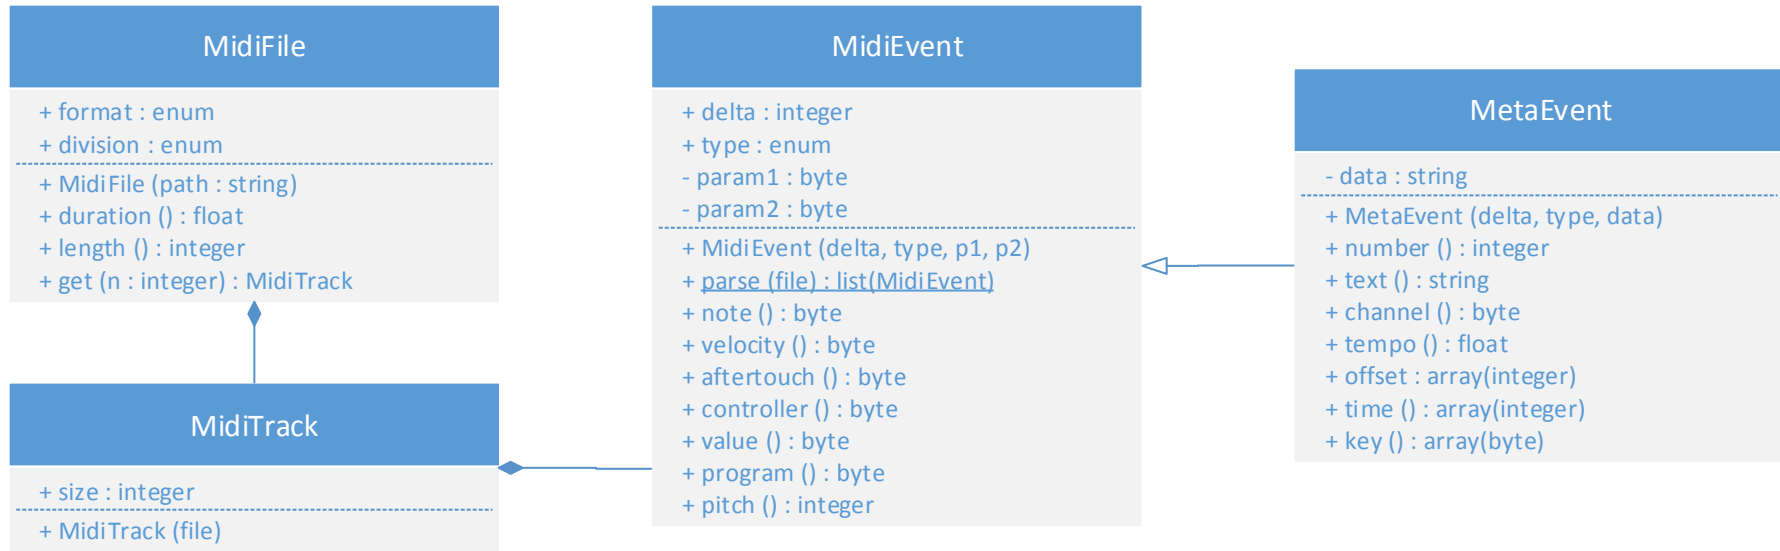 MidiFile
+ format : enum
+ division : enum
+ MidiFile (path : string)
+ duration () : float
+ length () : integer
+ get (n : integer) : MidiTrack
MidiTrack
+ size : integer
+ MidiTrack (file)
MidiEvent
+ delta : integer
+ type : enum
- param1 : byte
- param2 : byte
+ MidiEvent (delta, type, p1, p2)
+ parse (file) : list(MidiEvent)
+ note () : byte
+ velocity () : byte
+ aftertouch () : byte
+ controller () : byte
+ value () : byte
+ program () : byte
+ pitch () : integer
MetaEvent
- data : string
+ MetaEvent (delta, type, data)
+ number () : integer
+ text () : string
+ channel () : byte
+ tempo () : float
+ offset : array(integer)
+ time () : array(integer)
+ key () : array(byte)